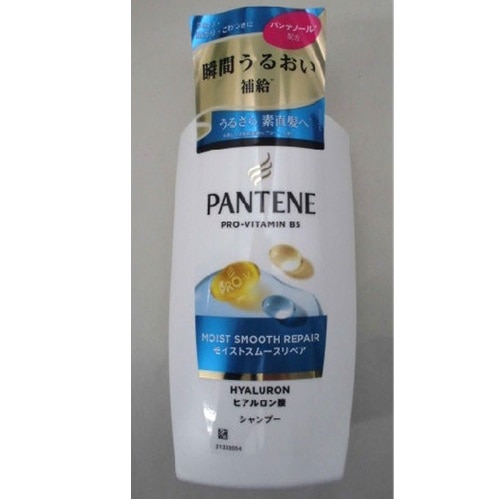 パンテノール
配合
瞬間うるおい
補給
うるさら 素直髪へ
PANTENE
PRO-VITAMIN B5
PRO-V
MOIST SMOOTH REPAIR
モイストスムースリペア
HYALURON
ヒアルロン酸
シャンプー